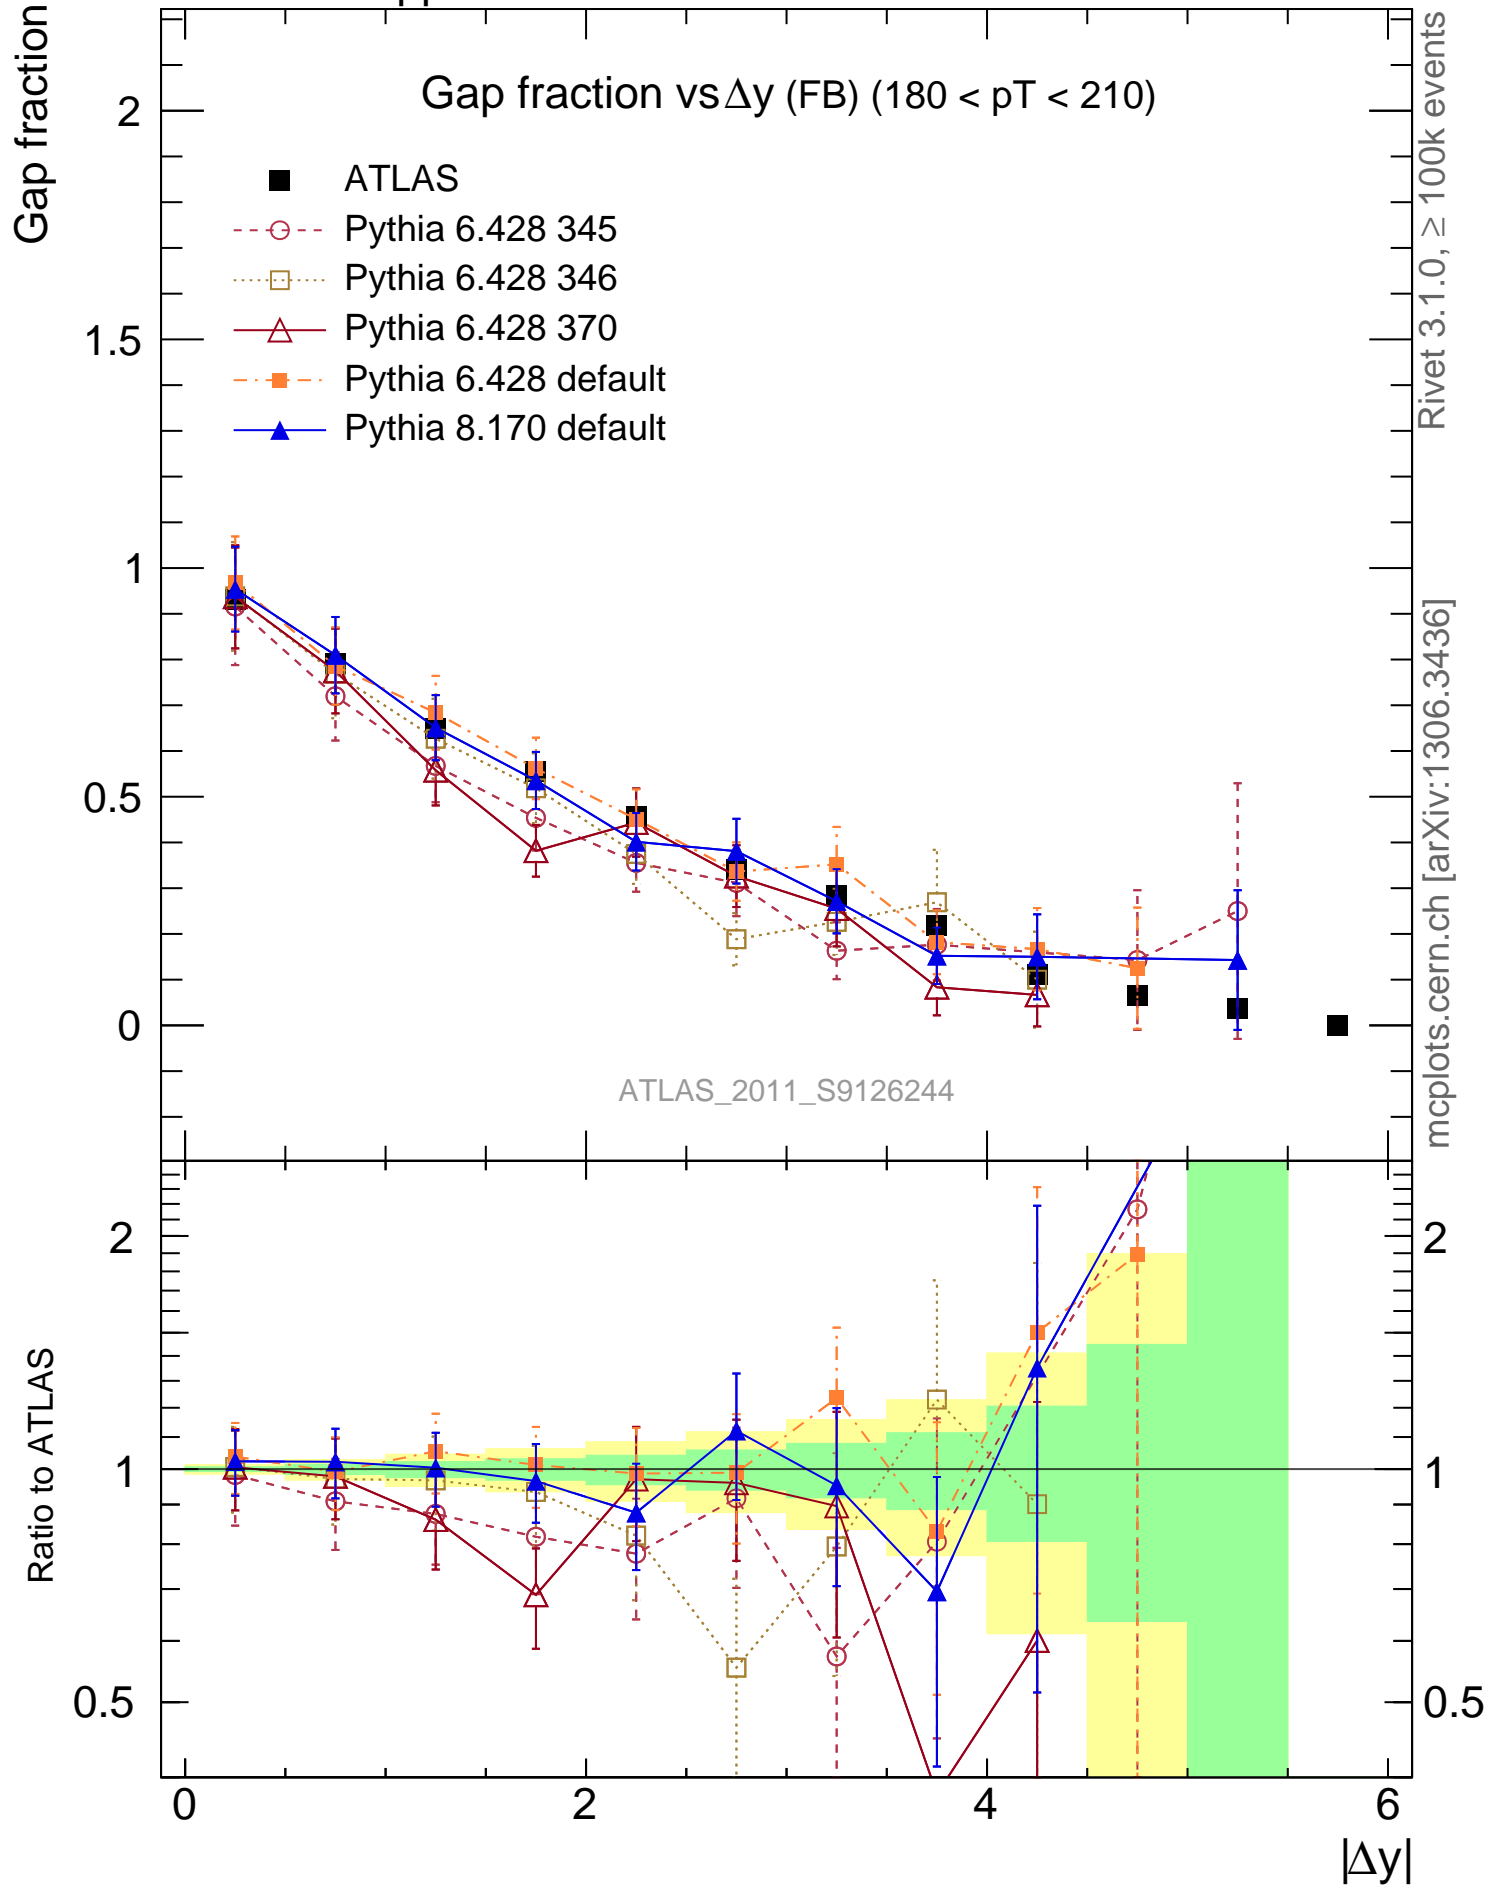 Gap fraction
Gap fraction vs Δy (FB) (180 < pT < 210)
ATLAS
Pythia 6.428 345
Pythia 6.428 346
Pythia 6.428 370
Pythia 6.428 default
Pythia 8.170 default
2
1.5
1
0.5
0
ATLAS_2011_S9126244
Rivet 3.1.0, ≥ 100k events
mcplots.cern.ch [arXiv:1306.3436]
Ratio to ATLAS
2
1
0.5
2
1
0.5
0
2
4
6
|Δy|